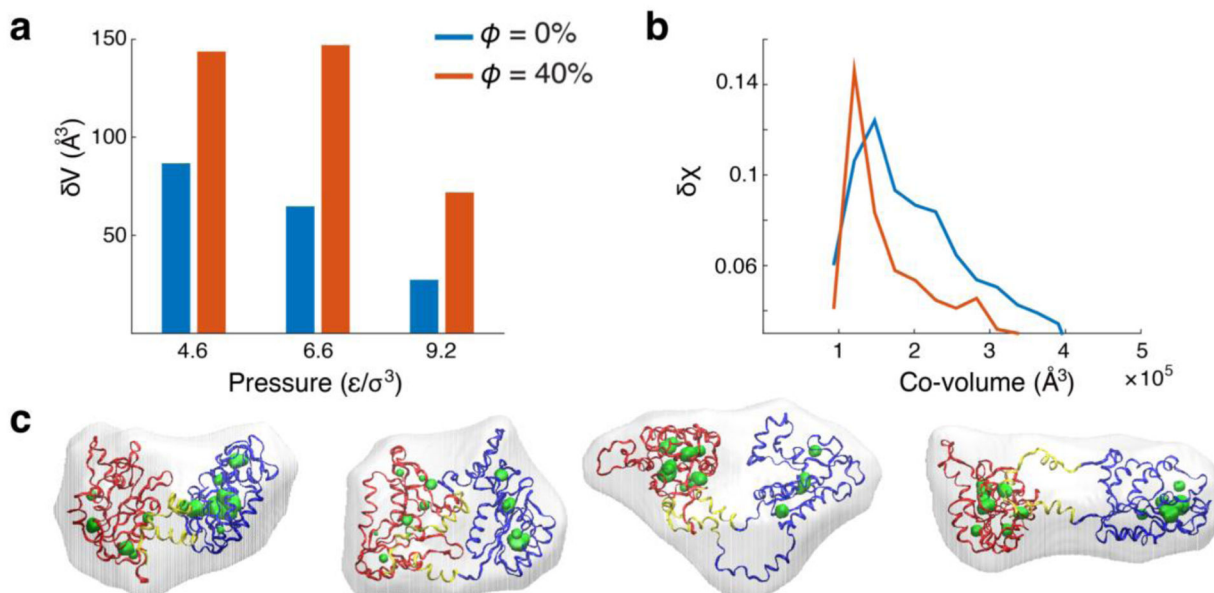 a
150
100
50
δV (Å³)
4.6 6.6 9.2
Pressure (ε/σ³)
ϕ = 0%
ϕ = 40%
b
0.14
0.1
0.06
δχ
1 2 3 4 5
Co-volume (Å³) ×10⁵
c